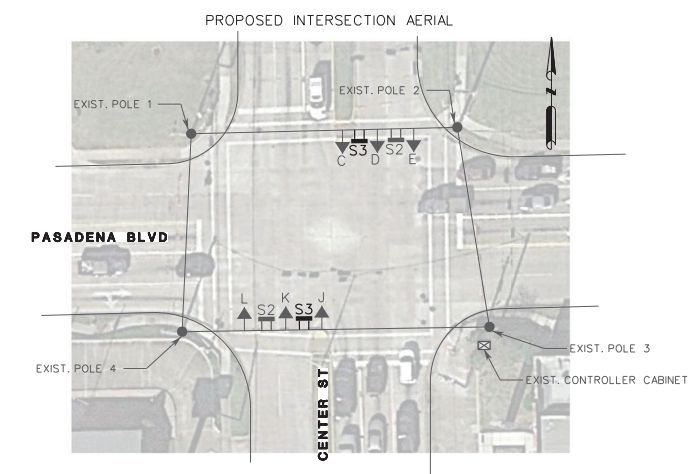 PROPOSED INTERSECTION AERIAL
EXIST. POLE 1
EXIST. POLE 2
N
C S3 D S2 E
PASADENA BLVD
L S2 K S3 J
EXIST. POLE 4
CENTER ST
EXIST. POLE 3
EXIST. CONTROLLER CABINET